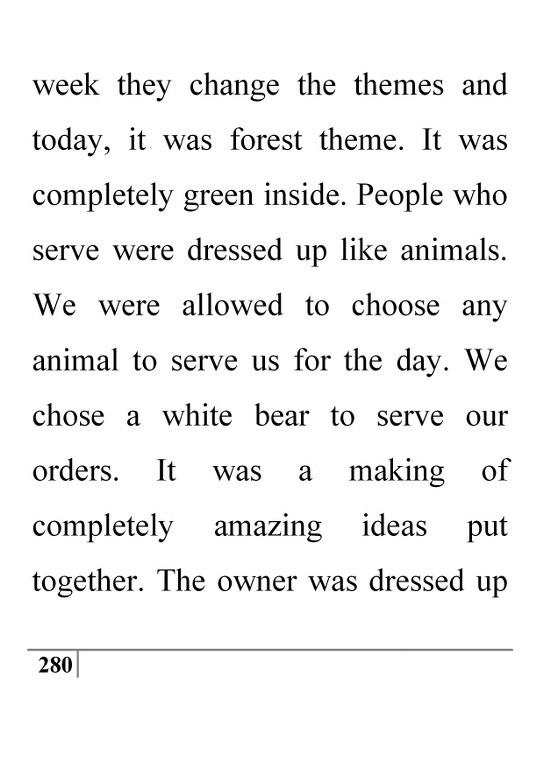 week they change the themes and
today, it was forest theme. It was
completely green inside. People who
serve were dressed up like animals.
We were allowed to choose any
animal to serve us for the day. We
chose a white bear to serve our
orders. It was a making of
completely amazing ideas put
together. The owner was dressed up
280